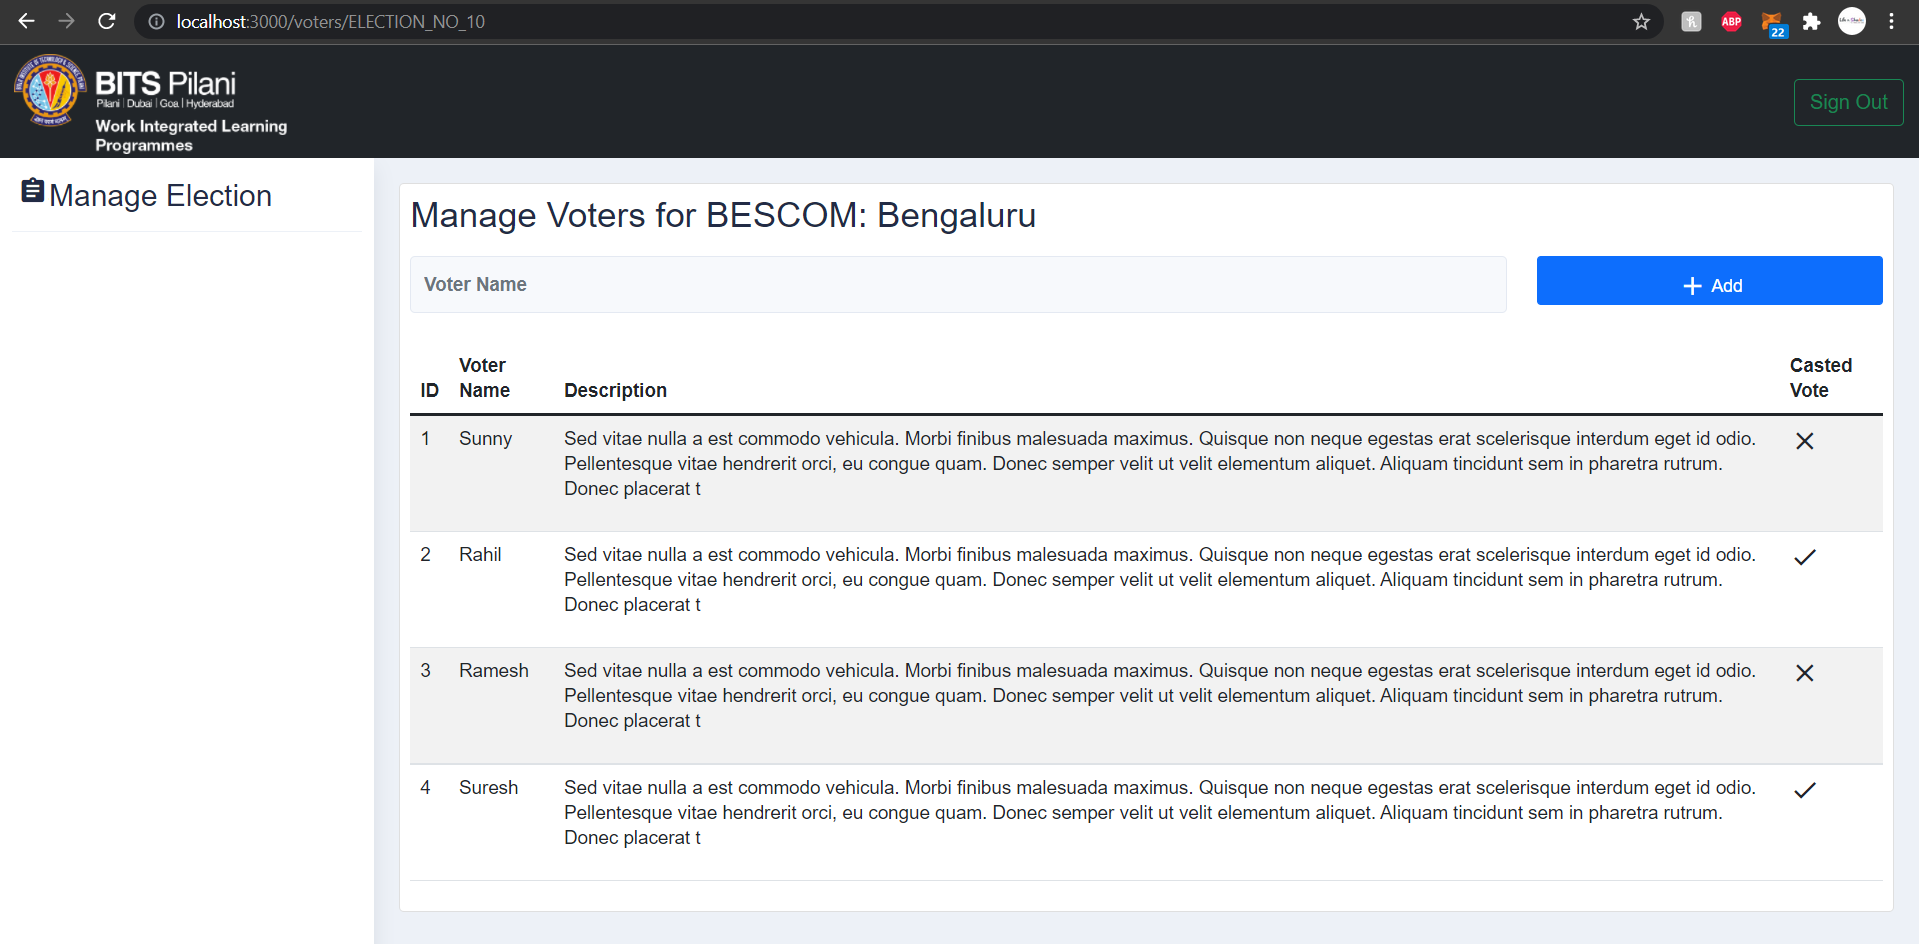 localhost:3000/voters/ELECTION_NO_10
ABP
22
BITS Pilani
Pilani | Dubai | Goa | Hyderabad
Work Integrated Learning
Programmes
Sign Out
Manage Election
Manage Voters for BESCOM: Bengaluru
Voter Name
+ Add
ID Voter Name Description Casted Vote
1 Sunny Sed vitae nulla a est commodo vehicula. Morbi finibus malesuada maximus. Quisque non neque egestas erat scelerisque interdum eget id odio.
Pellentesque vitae hendrerit orci, eu congue quam. Donec semper velit ut velit elementum aliquet. Aliquam tincidunt sem in pharetra rutrum.
Donec placerat t
2 Rahil Sed vitae nulla a est commodo vehicula. Morbi finibus malesuada maximus. Quisque non neque egestas erat scelerisque interdum eget id odio.
Pellentesque vitae hendrerit orci, eu congue quam. Donec semper velit ut velit elementum aliquet. Aliquam tincidunt sem in pharetra rutrum.
Donec placerat t
3 Ramesh Sed vitae nulla a est commodo vehicula. Morbi finibus malesuada maximus. Quisque non neque egestas erat scelerisque interdum eget id odio.
Pellentesque vitae hendrerit orci, eu congue quam. Donec semper velit ut velit elementum aliquet. Aliquam tincidunt sem in pharetra rutrum.
Donec placerat t
4 Suresh Sed vitae nulla a est commodo vehicula. Morbi finibus malesuada maximus. Quisque non neque egestas erat scelerisque interdum eget id odio.
Pellentesque vitae hendrerit orci, eu congue quam. Donec semper velit ut velit elementum aliquet. Aliquam tincidunt sem in pharetra rutrum.
Donec placerat t